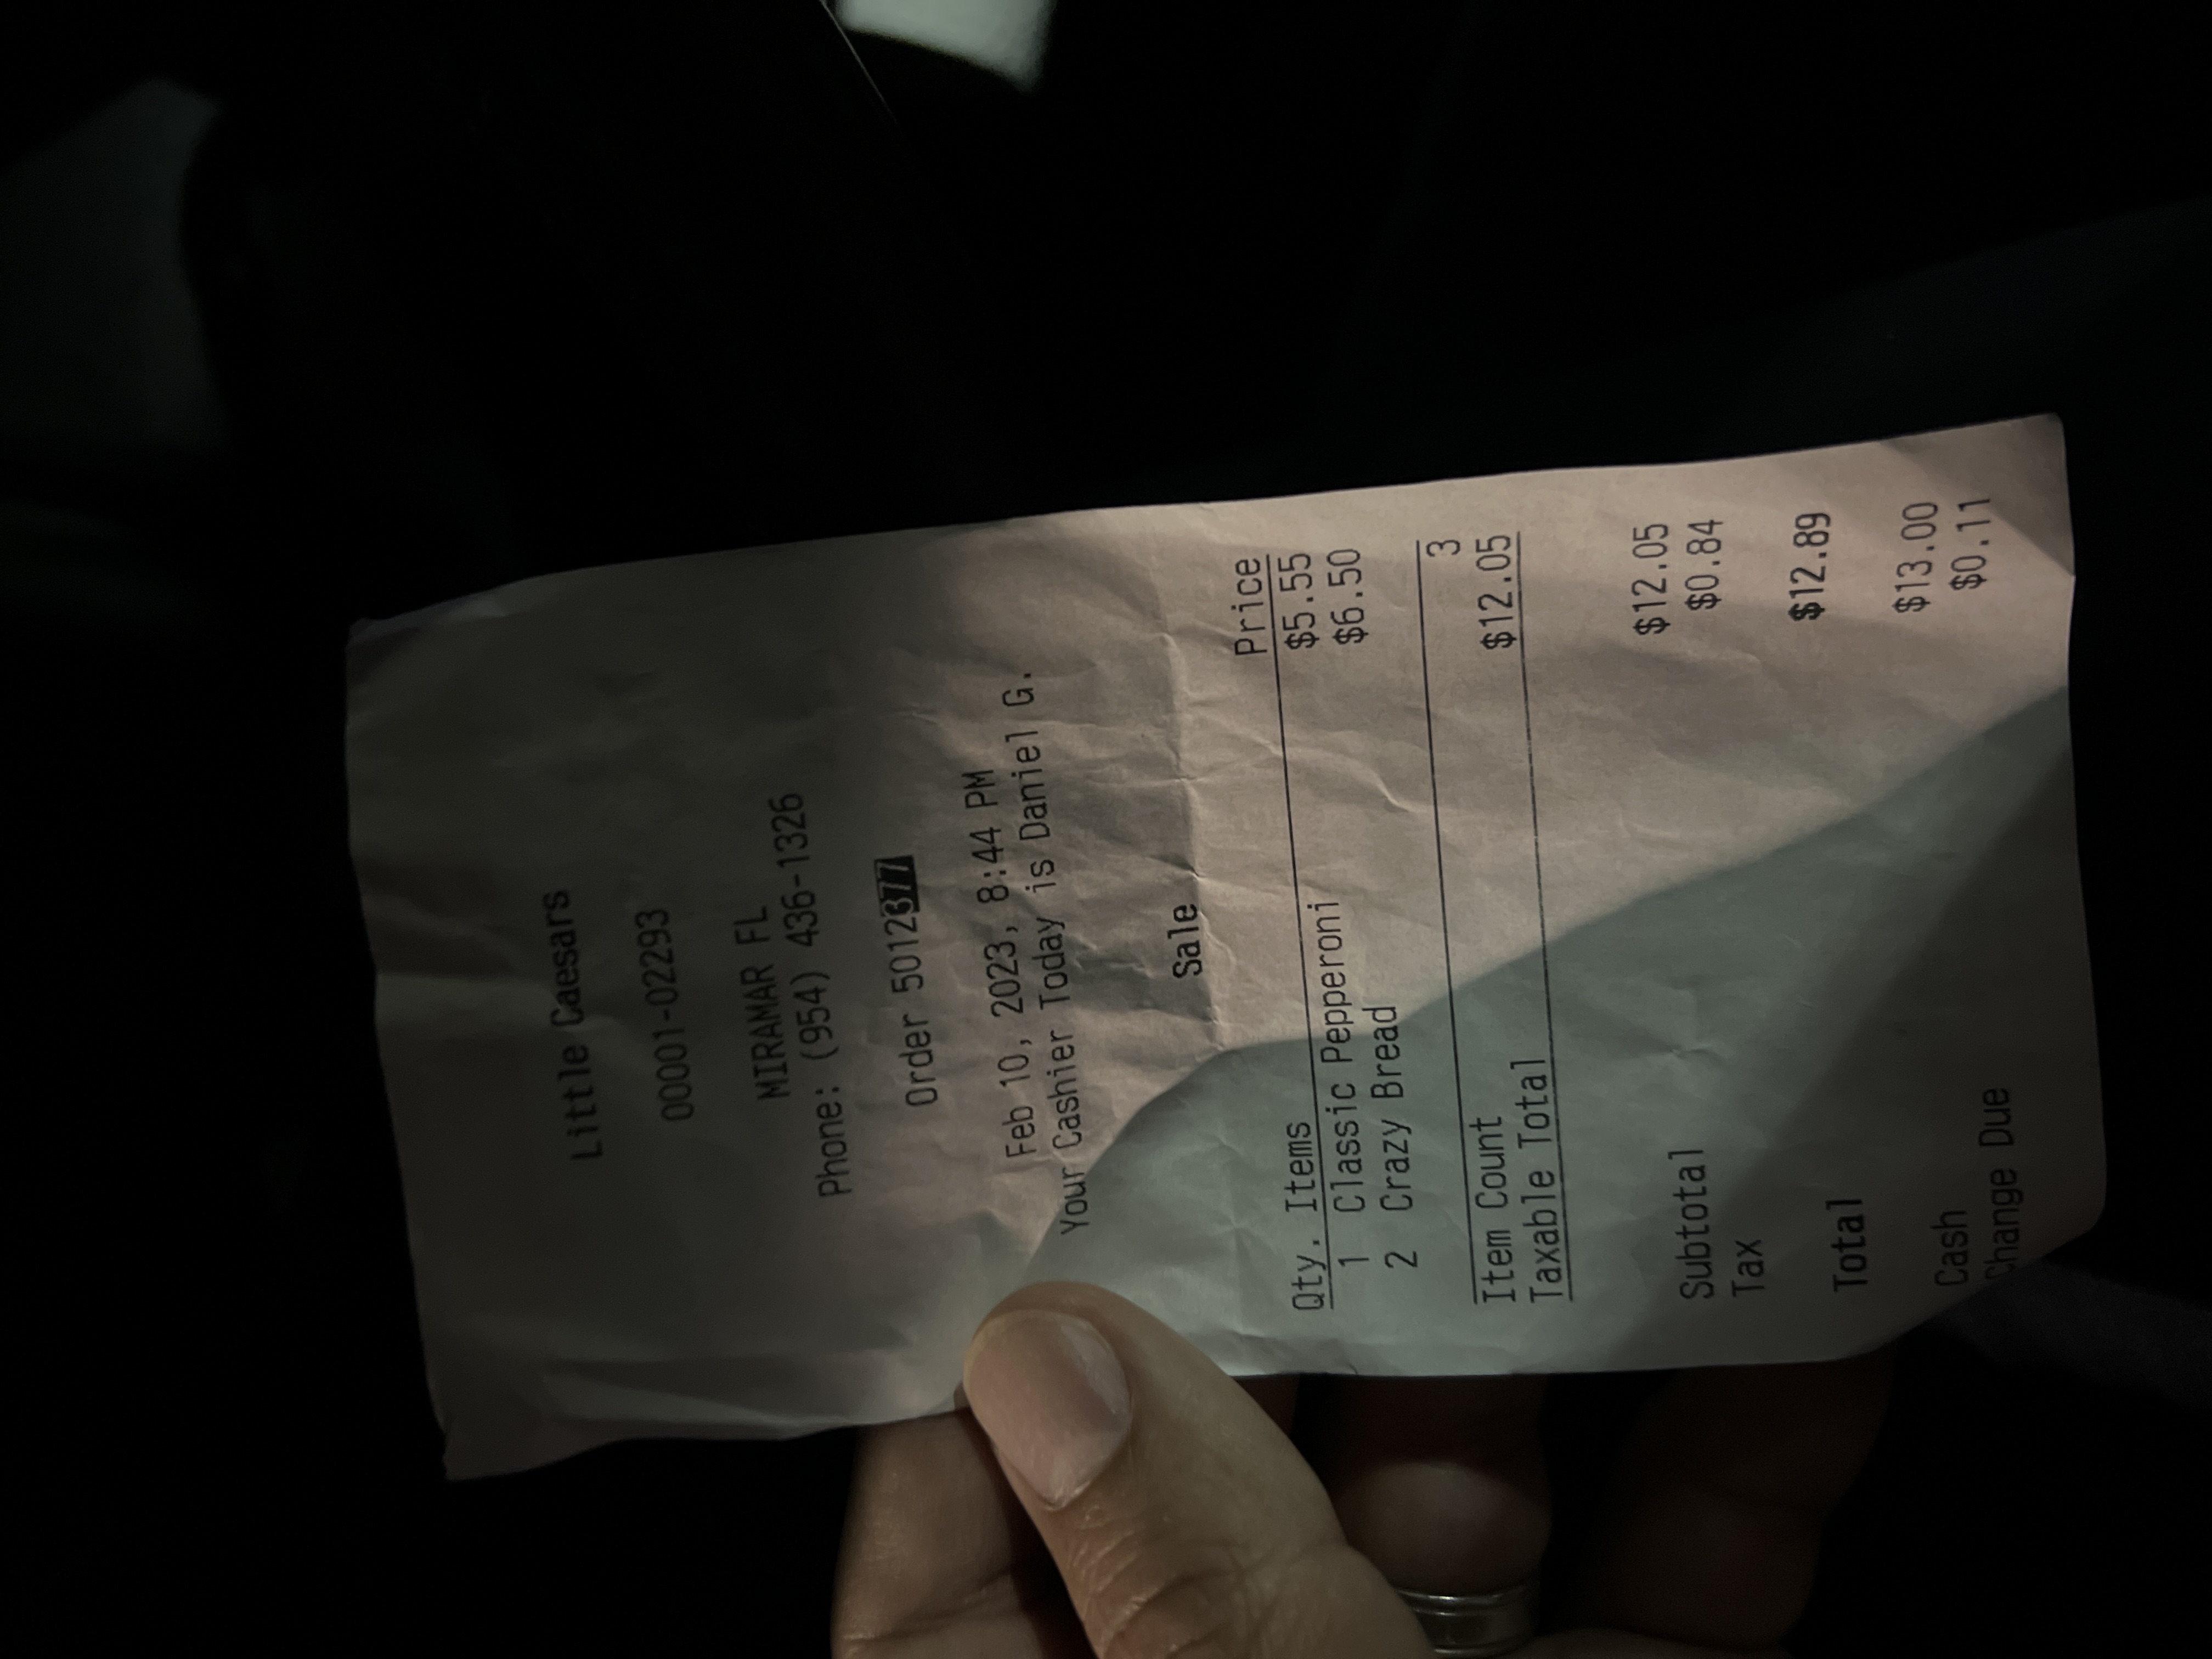 Little Caesars
00001-02293
MIRAMAR FL
Phone: (954) 436-1326
Order 5012377
Feb 10, 2023, 8:44 PM
Your Cashier Today is Daniel G.
Sale
Qty. Items Price
1 Classic Pepperoni $5.55
2 Crazy Bread $6.50
Item Count 3
Taxable Total $12.05
Subtotal $12.05
Tax $0.84
Total $12.89
Cash $13.00
Change Due $0.11